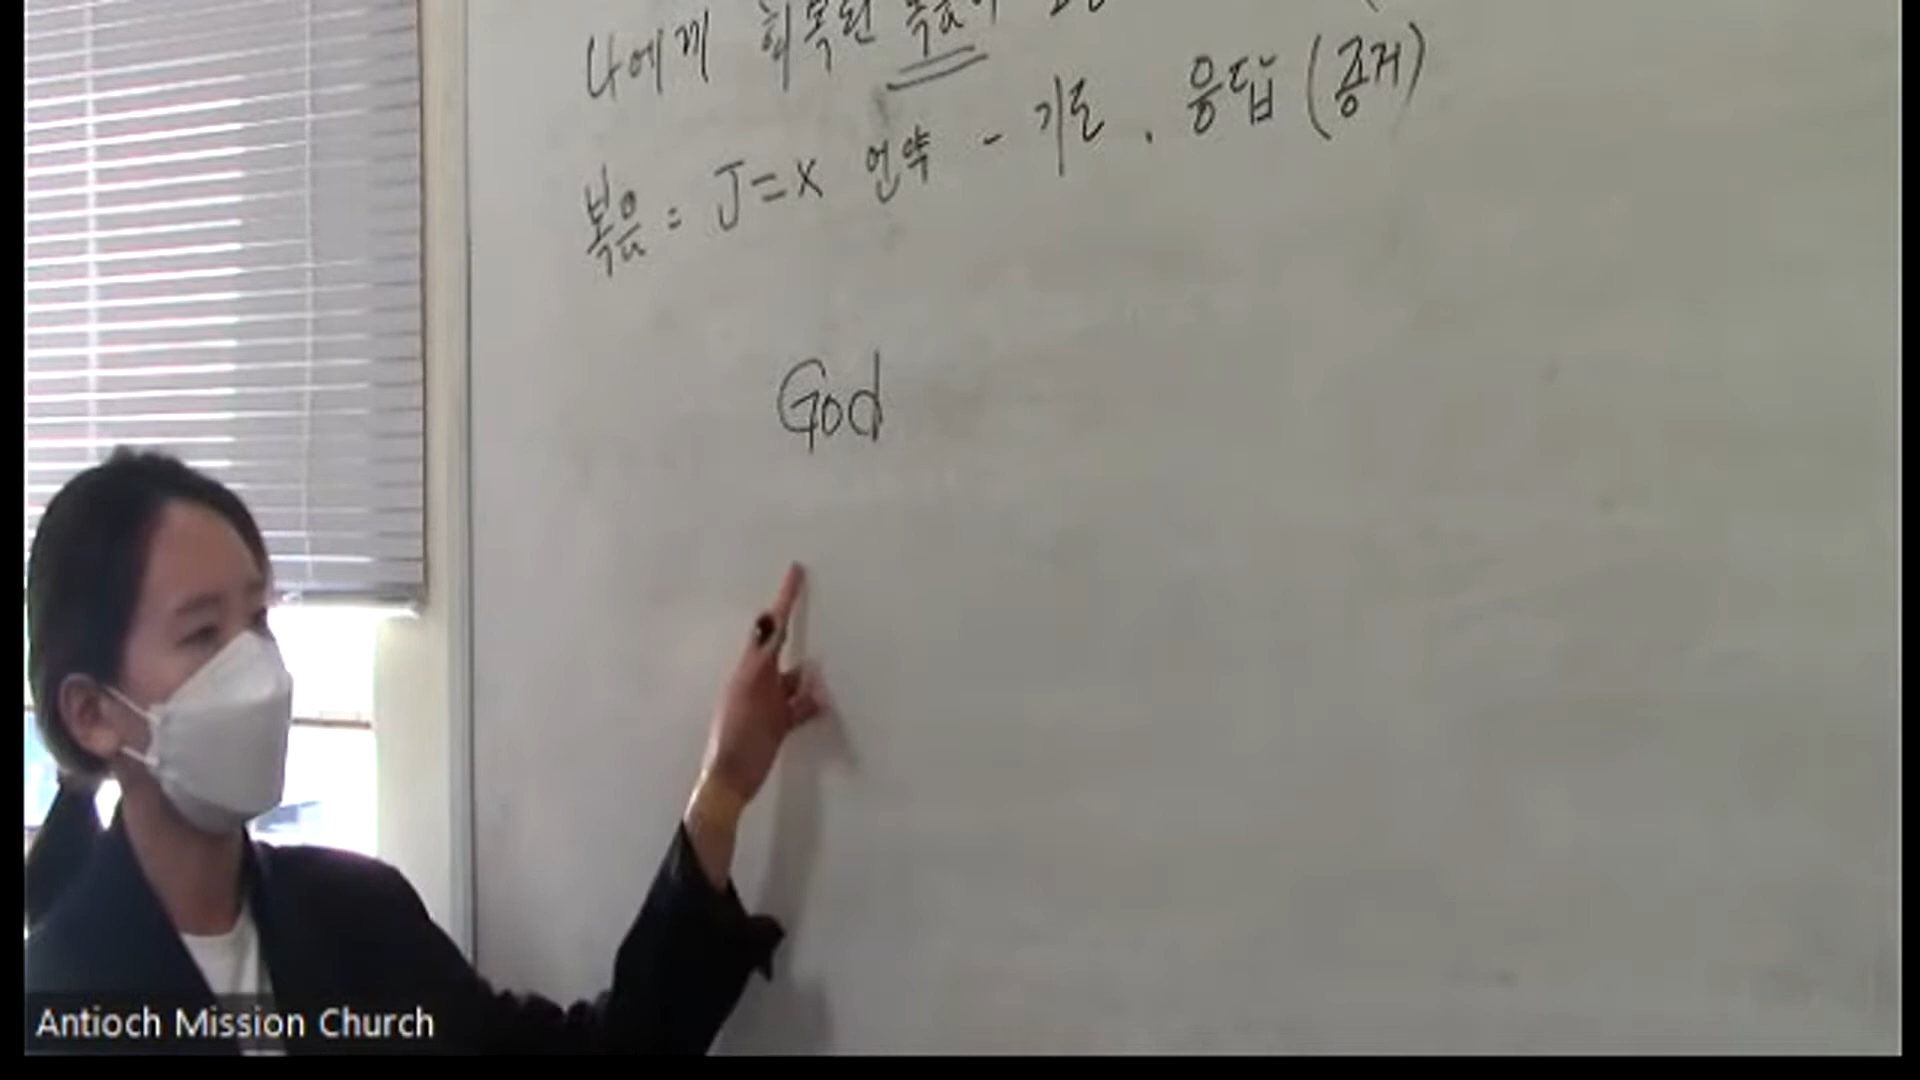 나에게 회복된 복음이
복음 = J=X 언약 - 기도 . 응답 (증거)
God
Antioch Mission Church